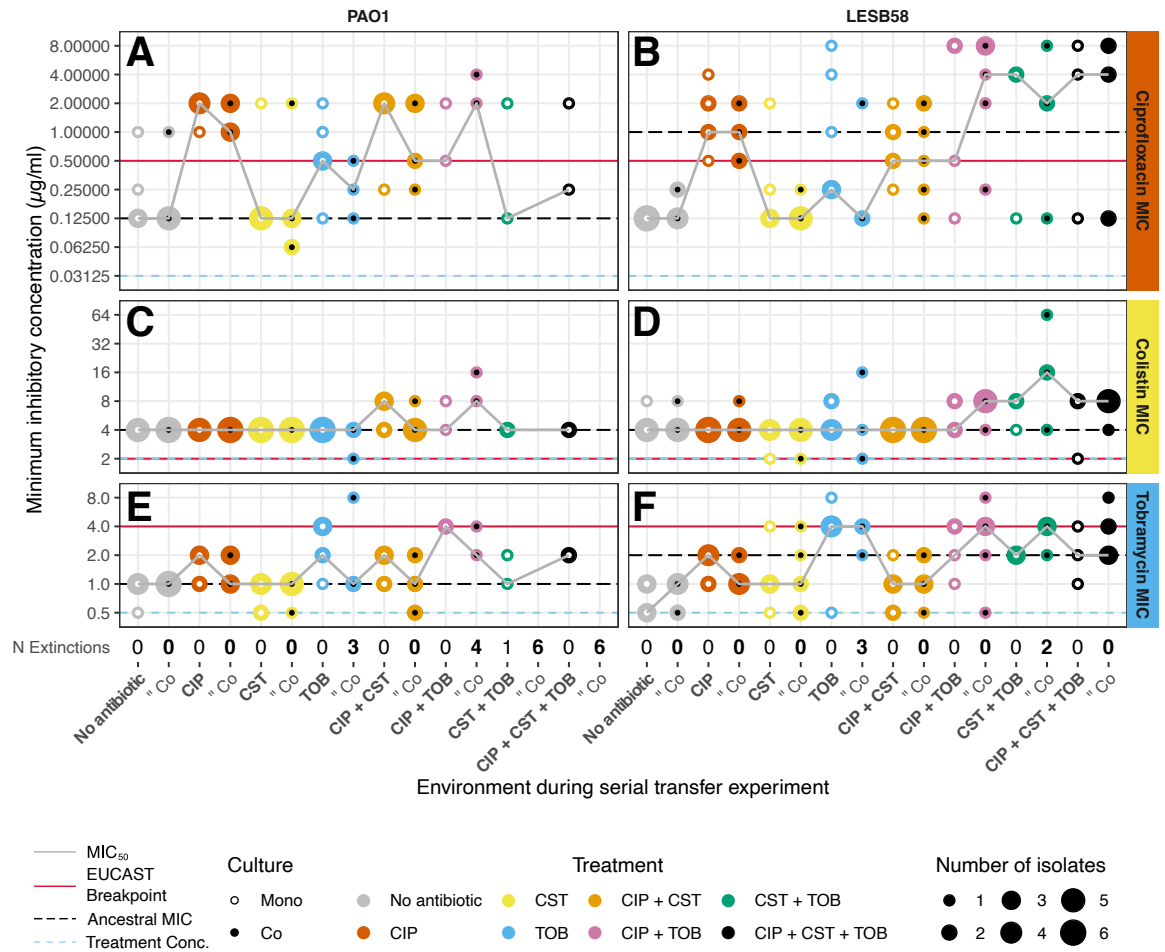 PAO1
LESB58
Minimum inhibitory concentration (µg/ml)
A
8.00000
4.00000
2.00000
1.00000
0.50000
0.25000
0.12500
0.06250
0.03125
B
Ciprofloxacin MIC
C
64
32
16
8
4
2
D
Colistin MIC
E
8.0
4.0
2.0
1.0
0.5
F
Tobramycin MIC
N Extinctions 0 0 0 0 0 0 0 3 0 0 0 4 1 6 0 6 0 0 0 0 0 0 0 3 0 0 0 0 0 2 0 0
No antibiotic
" Co
CIP
" Co
CST
" Co
TOB
" Co
CIP + CST
" Co
CIP + TOB
" Co
CST + TOB
" Co
CIP + CST + TOB
" Co
No antibiotic
" Co
CIP
" Co
CST
" Co
TOB
" Co
CIP + CST
" Co
CIP + TOB
" Co
CST + TOB
" Co
CIP + CST + TOB
" Co
Environment during serial transfer experiment
MIC₅₀
EUCAST
Breakpoint
Ancestral MIC
Treatment Conc.
Culture
Mono
Co
Treatment
No antibiotic
CIP
CST
TOB
CIP + CST
CIP + TOB
CST + TOB
CIP + CST + TOB
Number of isolates
1 3 5
2 4 6